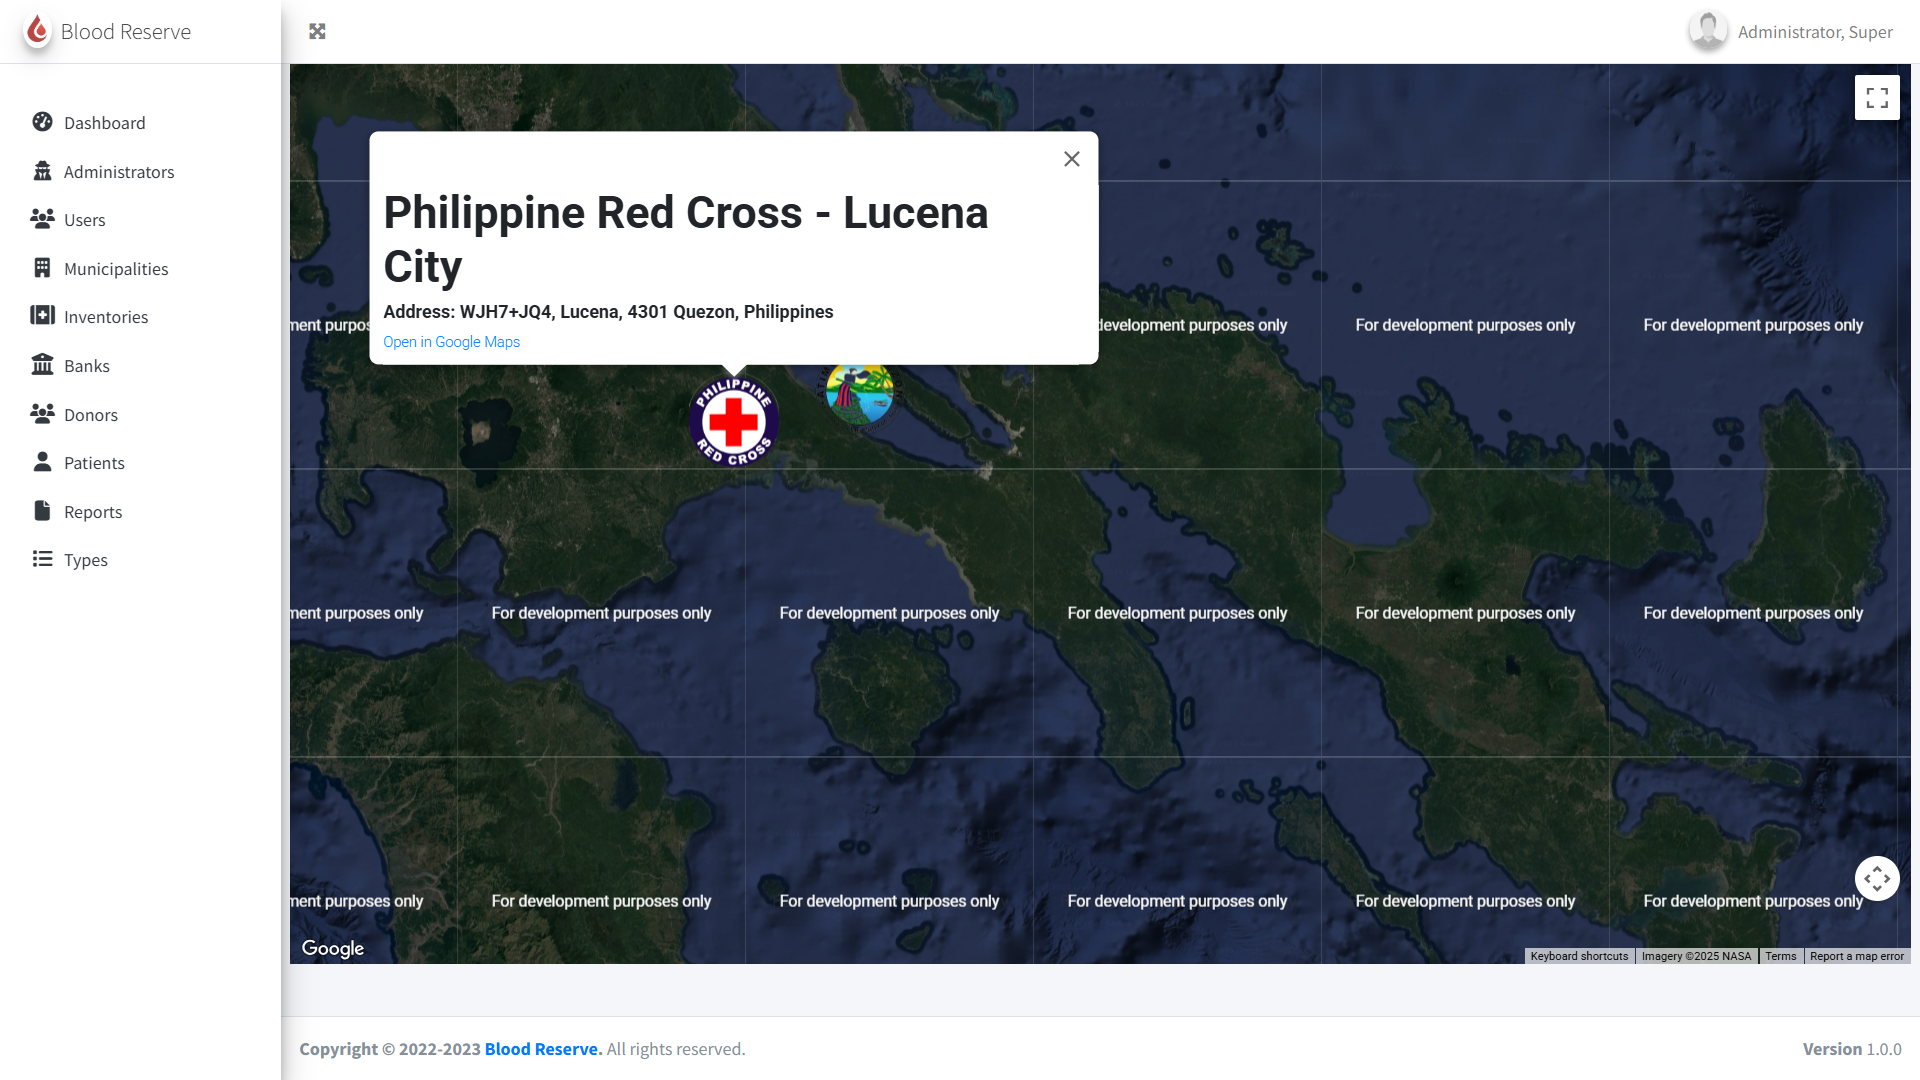 Blood Reserve
Administrator, Super
Dashboard
Administrators
Users
Municipalities
Inventories
Banks
Donors
Patients
Reports
Types
Philippine Red Cross - Lucena
City
Address: WJH7+JQ4, Lucena, 4301 Quezon, Philippines
Open in Google Maps
ment purpos
development purposes only
For development purposes only
For development purposes only
PHILIPPINE
RED CROSS
ment purposes only
For development purposes only
For development purposes only
For development purposes only
For development purposes only
For development purposes only
ment purposes only
For development purposes only
For development purposes only
For development purposes only
For development purposes only
For development purposes only
Google
Keyboard shortcuts
Imagery ©2025 NASA
Terms
Report a map error
Copyright © 2022-2023 Blood Reserve. All rights reserved.
Version 1.0.0